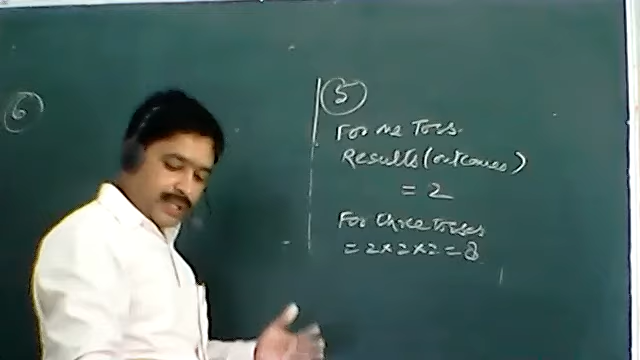 6
5
For one Toss.
Results (outcomes)
= 2
For three tosses
= 2×2×2 = 8